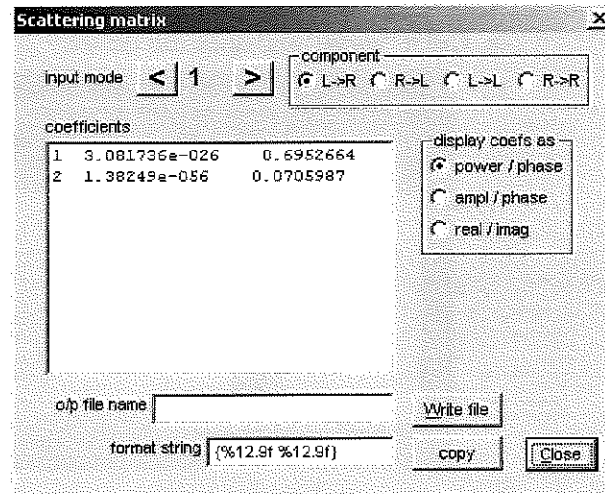 Scattering matrix
input mode < 1 >
component
L->R R->L L->L R->R
coefficients
1 3.081736e-026 0.6952664
2 1.38249e-056 0.0705987
display coefs as
power / phase
ampl / phase
real / imag
o/p file name
Write file
format string {%12.9f %12.9f}
copy
Close